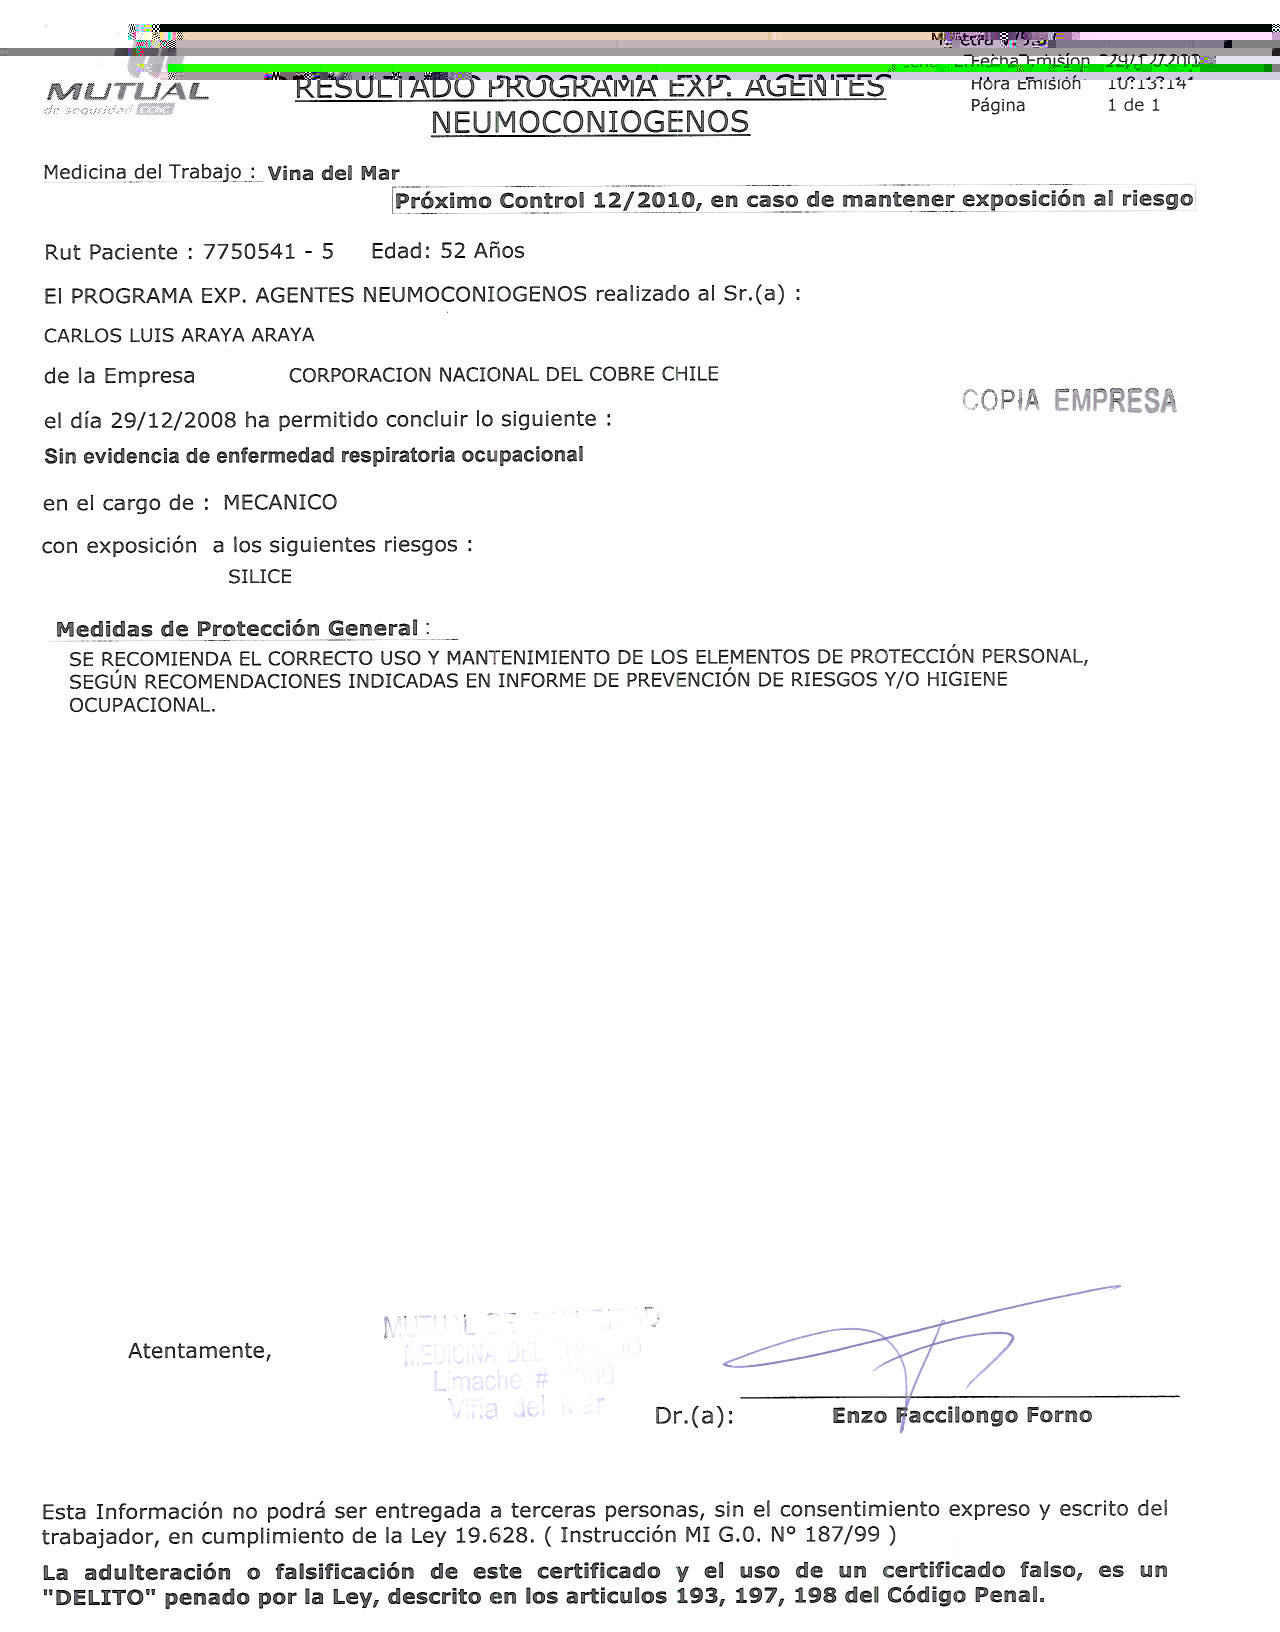 MUTUAL
de seguridad
RESULTADO PROGRAMA EXP. AGENTES
NEUMOCONIOGENOS
Fecha Emisión
Hora Emisión 10:13:14
Página 1 de 1
Medicina del Trabajo : Vina del Mar
Próximo Control 12/2010, en caso de mantener exposición al riesgo
Rut Paciente : 7750541 - 5 Edad: 52 Años
El PROGRAMA EXP. AGENTES NEUMOCONIOGENOS realizado al Sr.(a) :
CARLOS LUIS ARAYA ARAYA
de la Empresa CORPORACION NACIONAL DEL COBRE CHILE
COPIA EMPRESA
el día 29/12/2008 ha permitido concluir lo siguiente :
Sin evidencia de enfermedad respiratoria ocupacional
en el cargo de : MECANICO
con exposición a los siguientes riesgos :
SILICE
Medidas de Protección General :
SE RECOMIENDA EL CORRECTO USO Y MANTENIMIENTO DE LOS ELEMENTOS DE PROTECCIÓN PERSONAL,
SEGÚN RECOMENDACIONES INDICADAS EN INFORME DE PREVENCIÓN DE RIESGOS Y/O HIGIENE
OCUPACIONAL.
Atentamente,
MUTUAL DE SEGURIDAD
MEDICINA DEL TRABAJO
Limache #
Viña del Mar
Dr.(a): Enzo Faccilongo Forno
Esta Información no podrá ser entregada a terceras personas, sin el consentimiento expreso y escrito del
trabajador, en cumplimiento de la Ley 19.628. ( Instrucción MI G.0. N° 187/99 )
La adulteración o falsificación de este certificado y el uso de un certificado falso, es un
"DELITO" penado por la Ley, descrito en los articulos 193, 197, 198 del Código Penal.